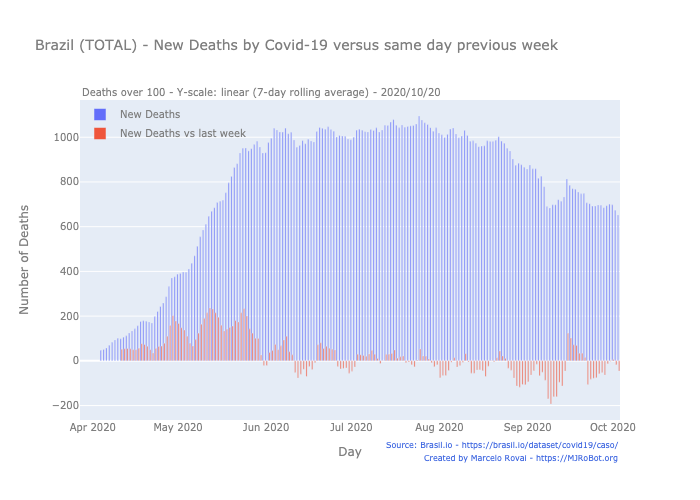 Brazil (TOTAL) - New Deaths by Covid-19 versus same day previous week
Deaths over 100 - Y-scale: linear (7-day rolling average) - 2020/10/20
New Deaths
New Deaths vs last week
Number of Deaths
1000
800
600
400
200
0
−200
Apr 2020 May 2020 Jun 2020 Jul 2020 Aug 2020 Sep 2020 Oct 2020
Day
Source: Brasil.io - https://brasil.io/dataset/covid19/caso/
Created by Marcelo Rovai - https://MJRoBot.org